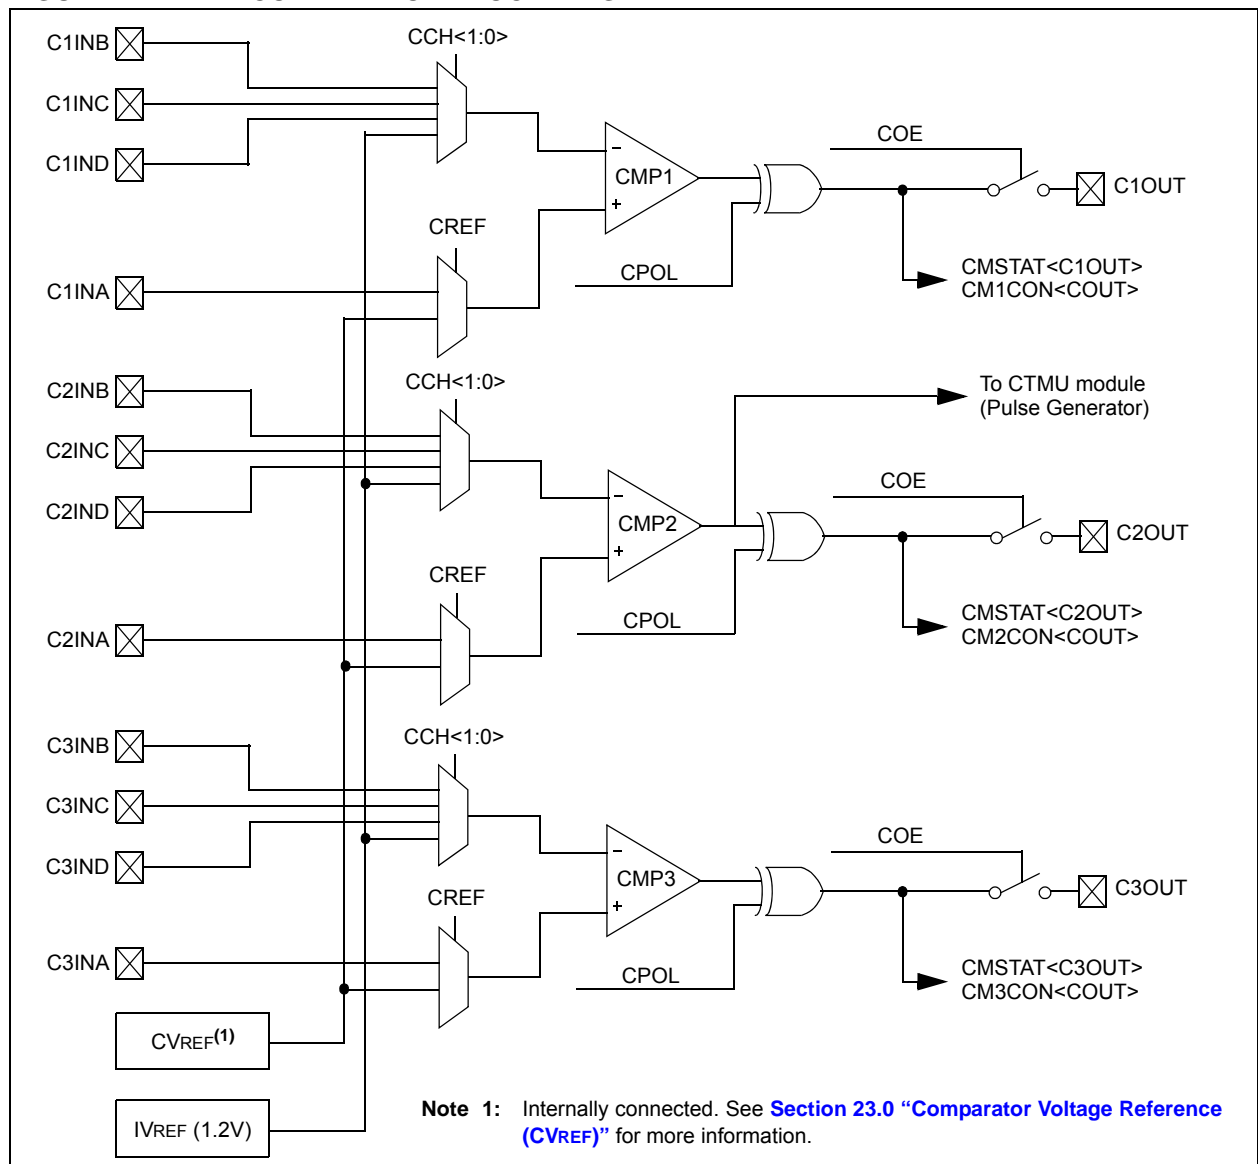 C1INB
CCH<1:0>
C1INC
C1IND
COE
−
CMP1
+
C1OUT
CREF
CPOL
C1INA
CMSTAT<C1OUT>
CM1CON<COUT>
C2INB
CCH<1:0>
To CTMU module
(Pulse Generator)
C2INC
C2IND
COE
−
CMP2
+
C2OUT
CREF
CPOL
C2INA
CMSTAT<C2OUT>
CM2CON<COUT>
C3INB
CCH<1:0>
C3INC
C3IND
COE
−
CMP3
+
C3OUT
CREF
CPOL
C3INA
CMSTAT<C3OUT>
CM3CON<COUT>
CVREF(1)
IVREF (1.2V)
Note 1: Internally connected. See Section 23.0 “Comparator Voltage Reference
(CVREF)” for more information.